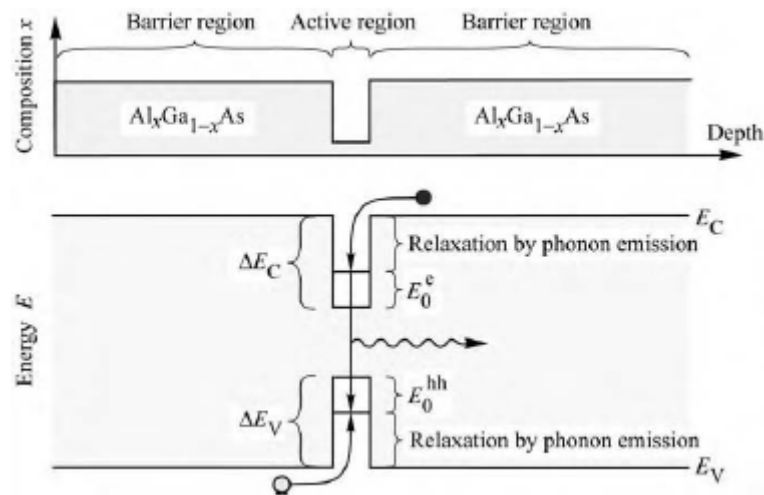 Barrier region Active region Barrier region
Composition x
AlxGa1−xAs AlxGa1−xAs
Depth
EC
Relaxation by phonon emission
ΔEC
E0e
Energy E
E0hh
ΔEV
Relaxation by phonon emission
EV